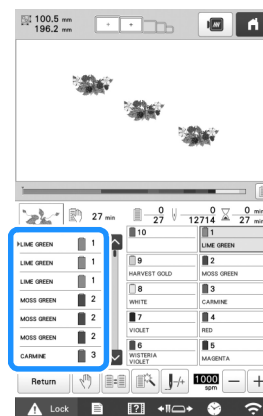 100.5 mm
196.2 mm
27 min
0
27
0
12714
0 min
27 min
LIME GREEN 1
LIME GREEN 1
LIME GREEN 1
MOSS GREEN 2
MOSS GREEN 2
MOSS GREEN 2
CARMINE 3
10
1
LIME GREEN
9
HARVEST GOLD
2
MOSS GREEN
8
WHITE
3
CARMINE
7
VIOLET
4
RED
6
WISTERIA
VIOLET
5
MAGENTA
Return
1000
spm
Lock